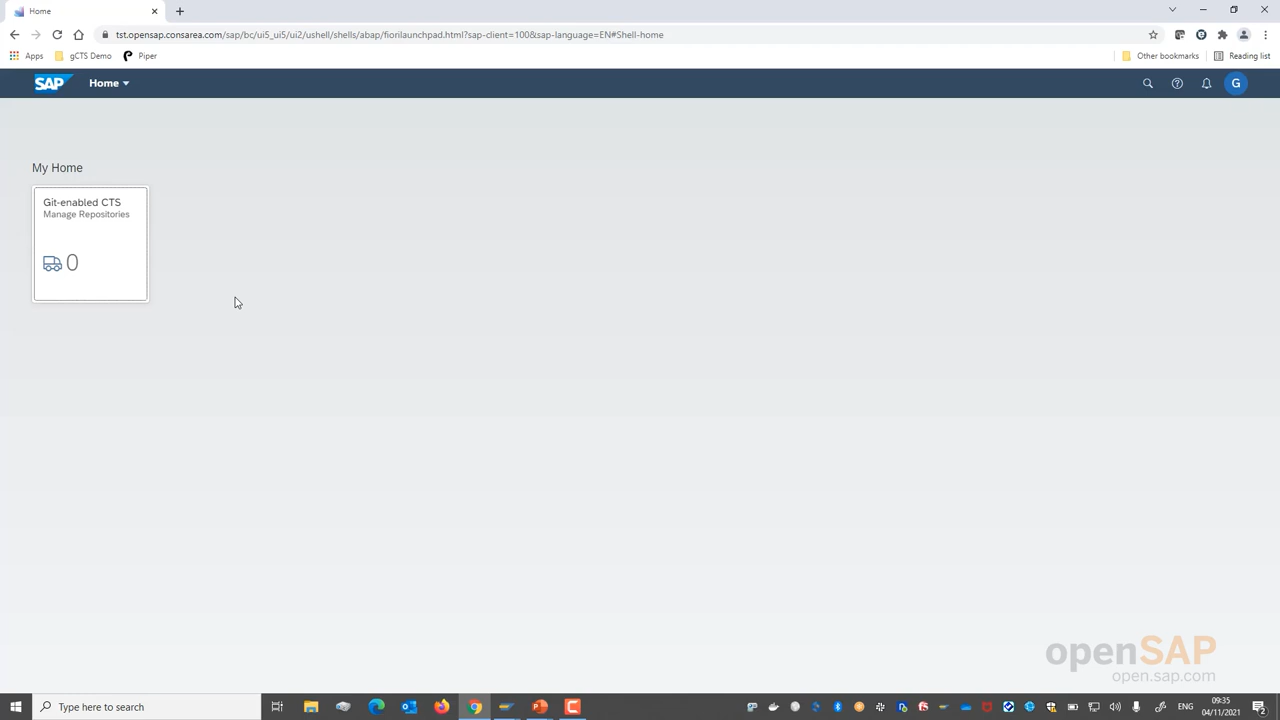 Home
tst.opensap.consarea.com/sap/bc/ui5_ui5/ui2/ushell/shells/abap/fiorilaunchpad.html?sap-client=100&sap-language=EN#Shell-home
Apps
gCTS Demo
Piper
Other bookmarks
Reading list
SAP
Home
G
My Home
Git-enabled CTS
Manage Repositories
0
openSAP
open.sap.com
Type here to search
ENG
09:35
04/11/2021
2